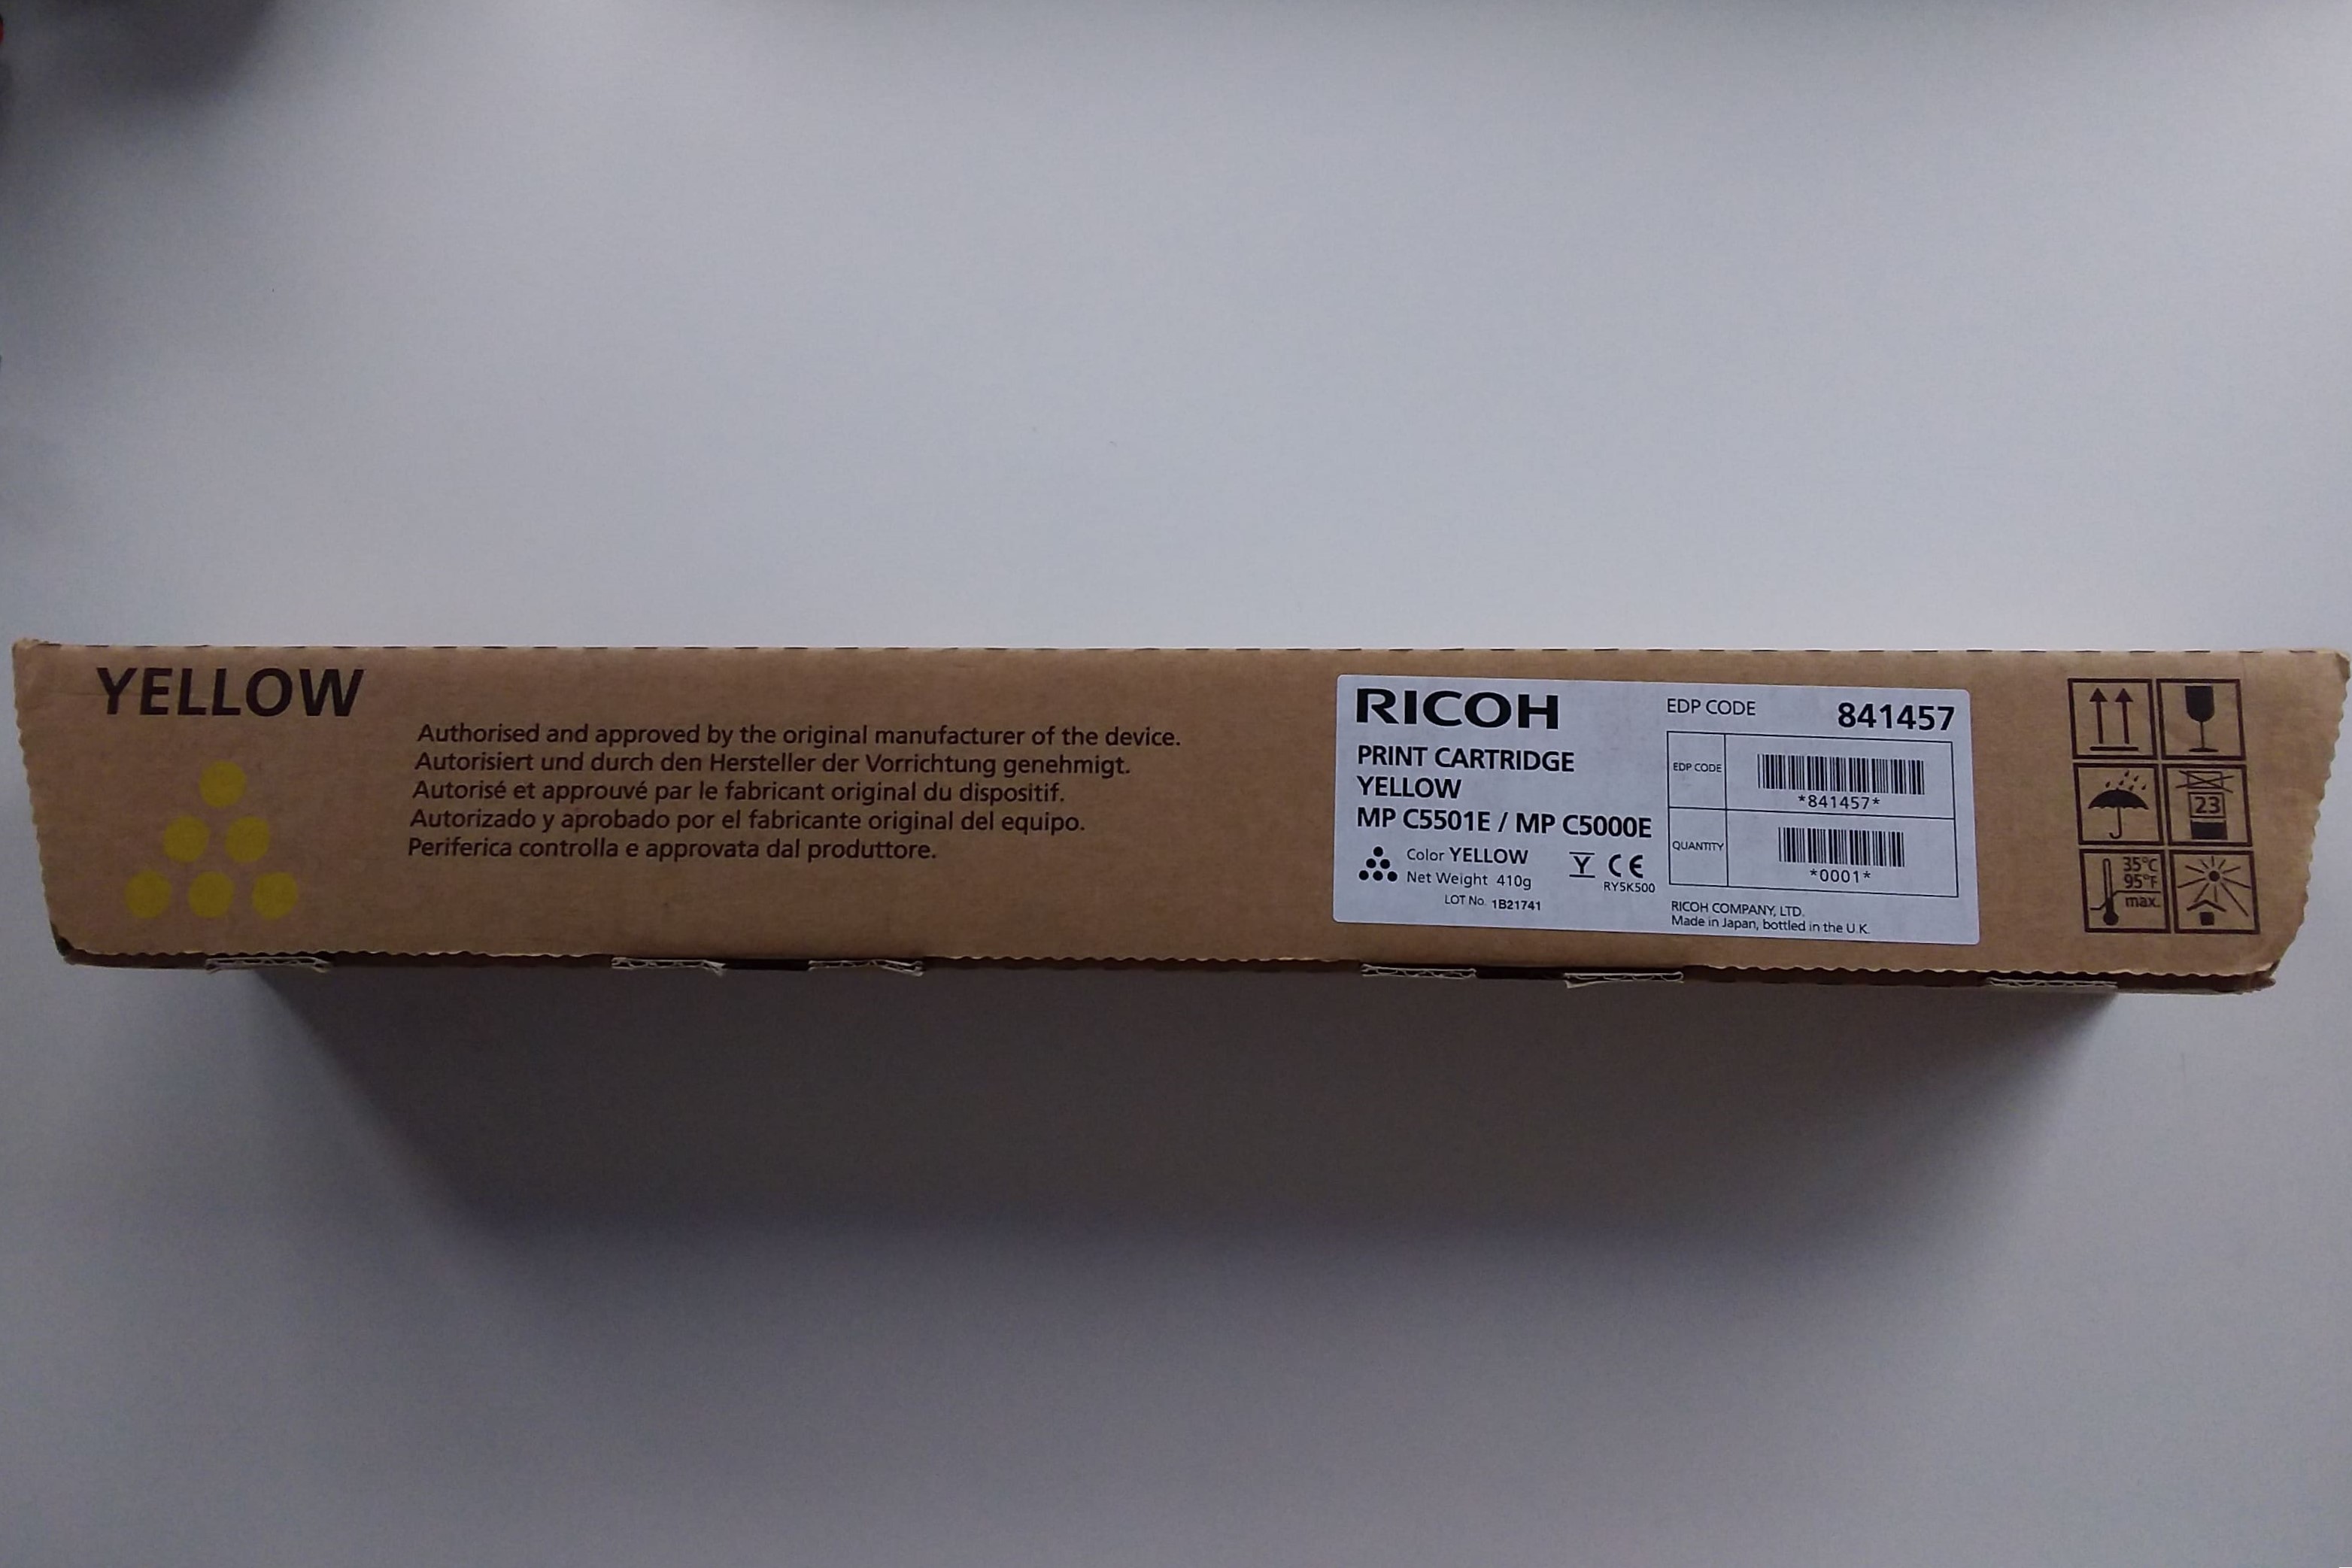 YELLOW
Authorised and approved by the original manufacturer of the device.
Autorisiert und durch den Hersteller der Vorrichtung genehmigt.
Autorisé et approuvé par le fabricant original du dispositif.
Autorizado y aprobado por el fabricante original del equipo.
Periferica controlla e approvata dal produttore.
RICOH
PRINT CARTRIDGE
YELLOW
MP C5501E / MP C5000E
Color YELLOW
Net Weight 410g
LOT No. 1B21741
Y CE
RY5K500
EDP CODE 841457
EDP CODE
*841457*
QUANTITY
*0001*
RICOH COMPANY, LTD.
Made in Japan, bottled in the U.K.
23
35°C
95°F
max.